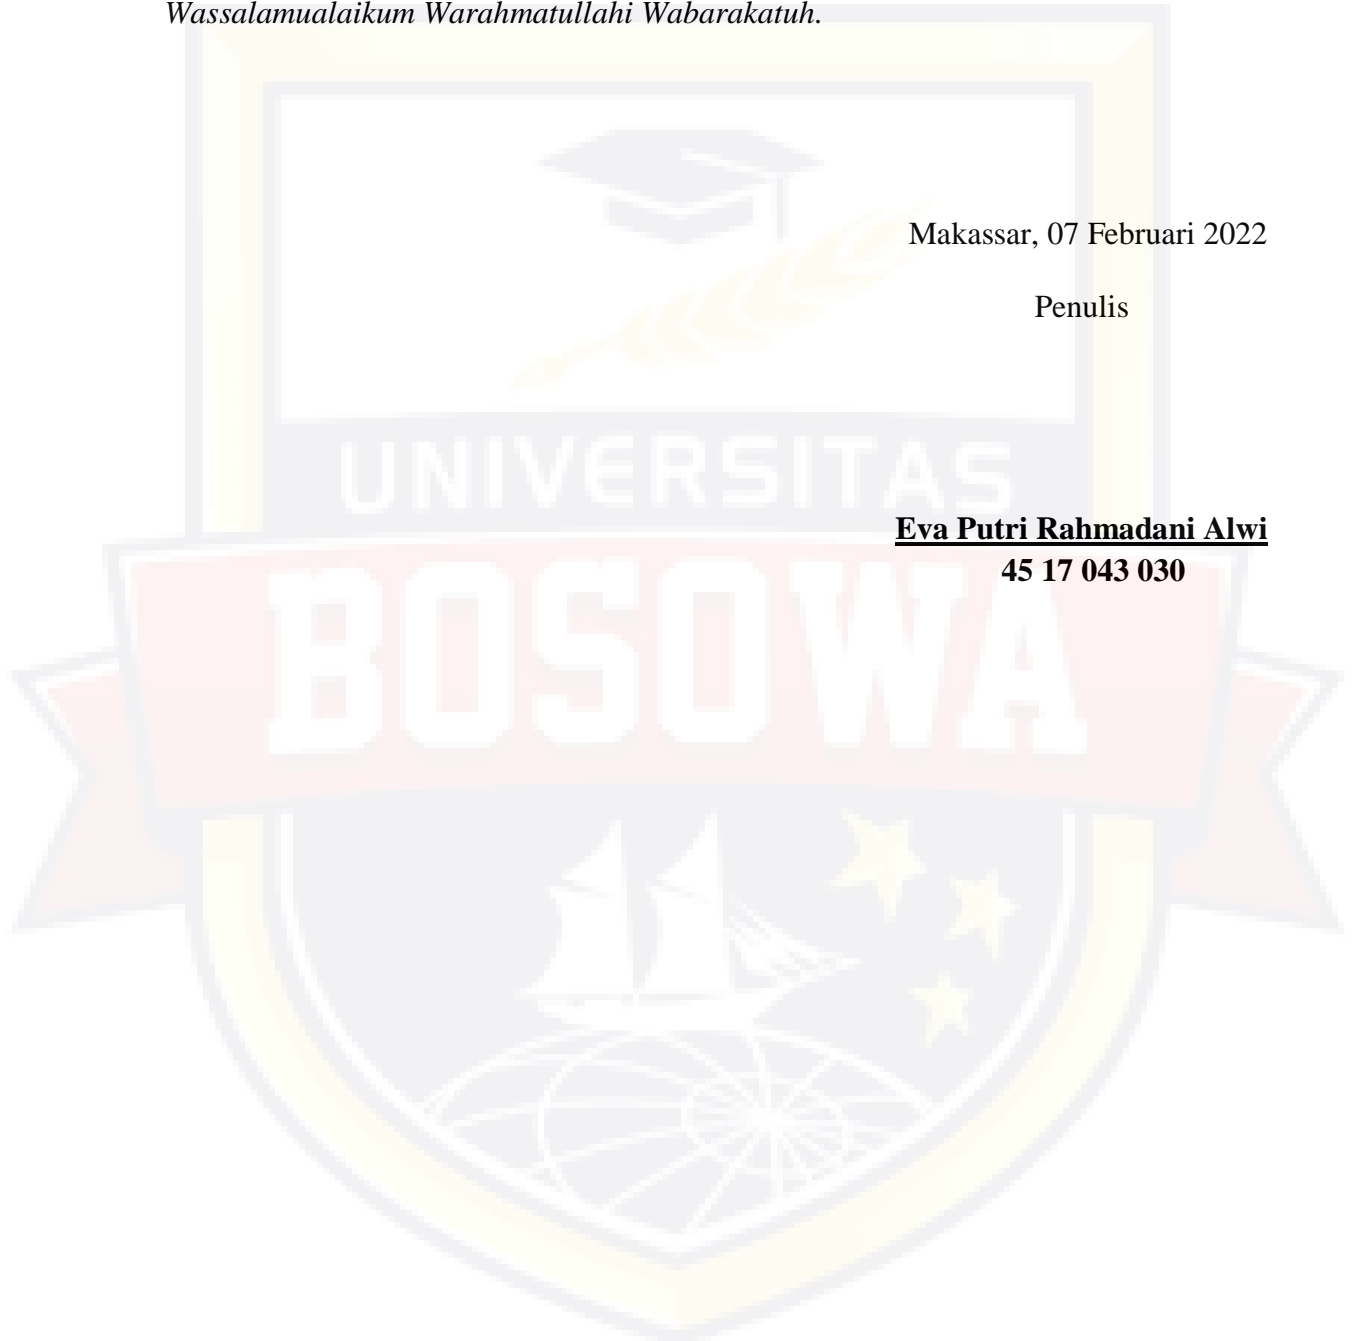 Wassalamualaikum Warahmatullahi Wabarakatuh.
Makassar, 07 Februari 2022
Penulis
UNIVERSITAS
Eva Putri Rahmadani Alwi
45 17 043 030
BOSOWA